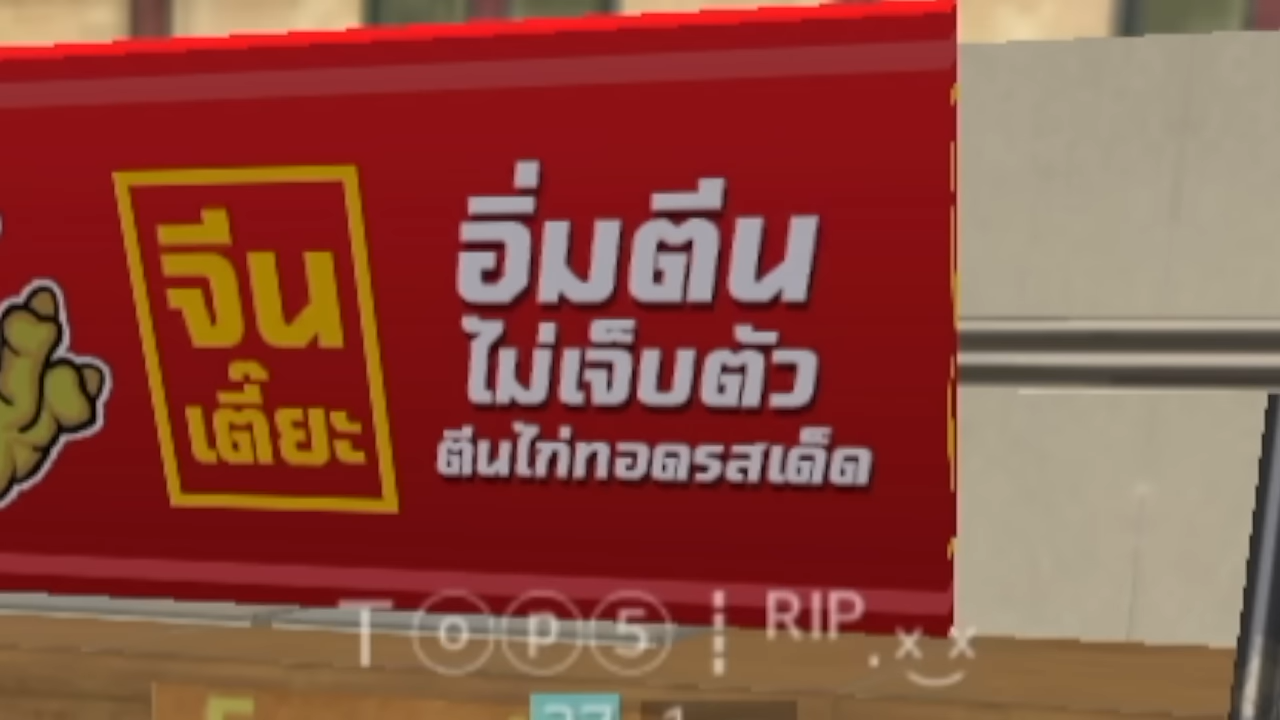 จีน
เตี๊ยะ
อิ่มตีน
ไม่เจ็บตัว
ตีนไก่ทอดรสเด็ด
Top5 ¦ RIP .x‿x